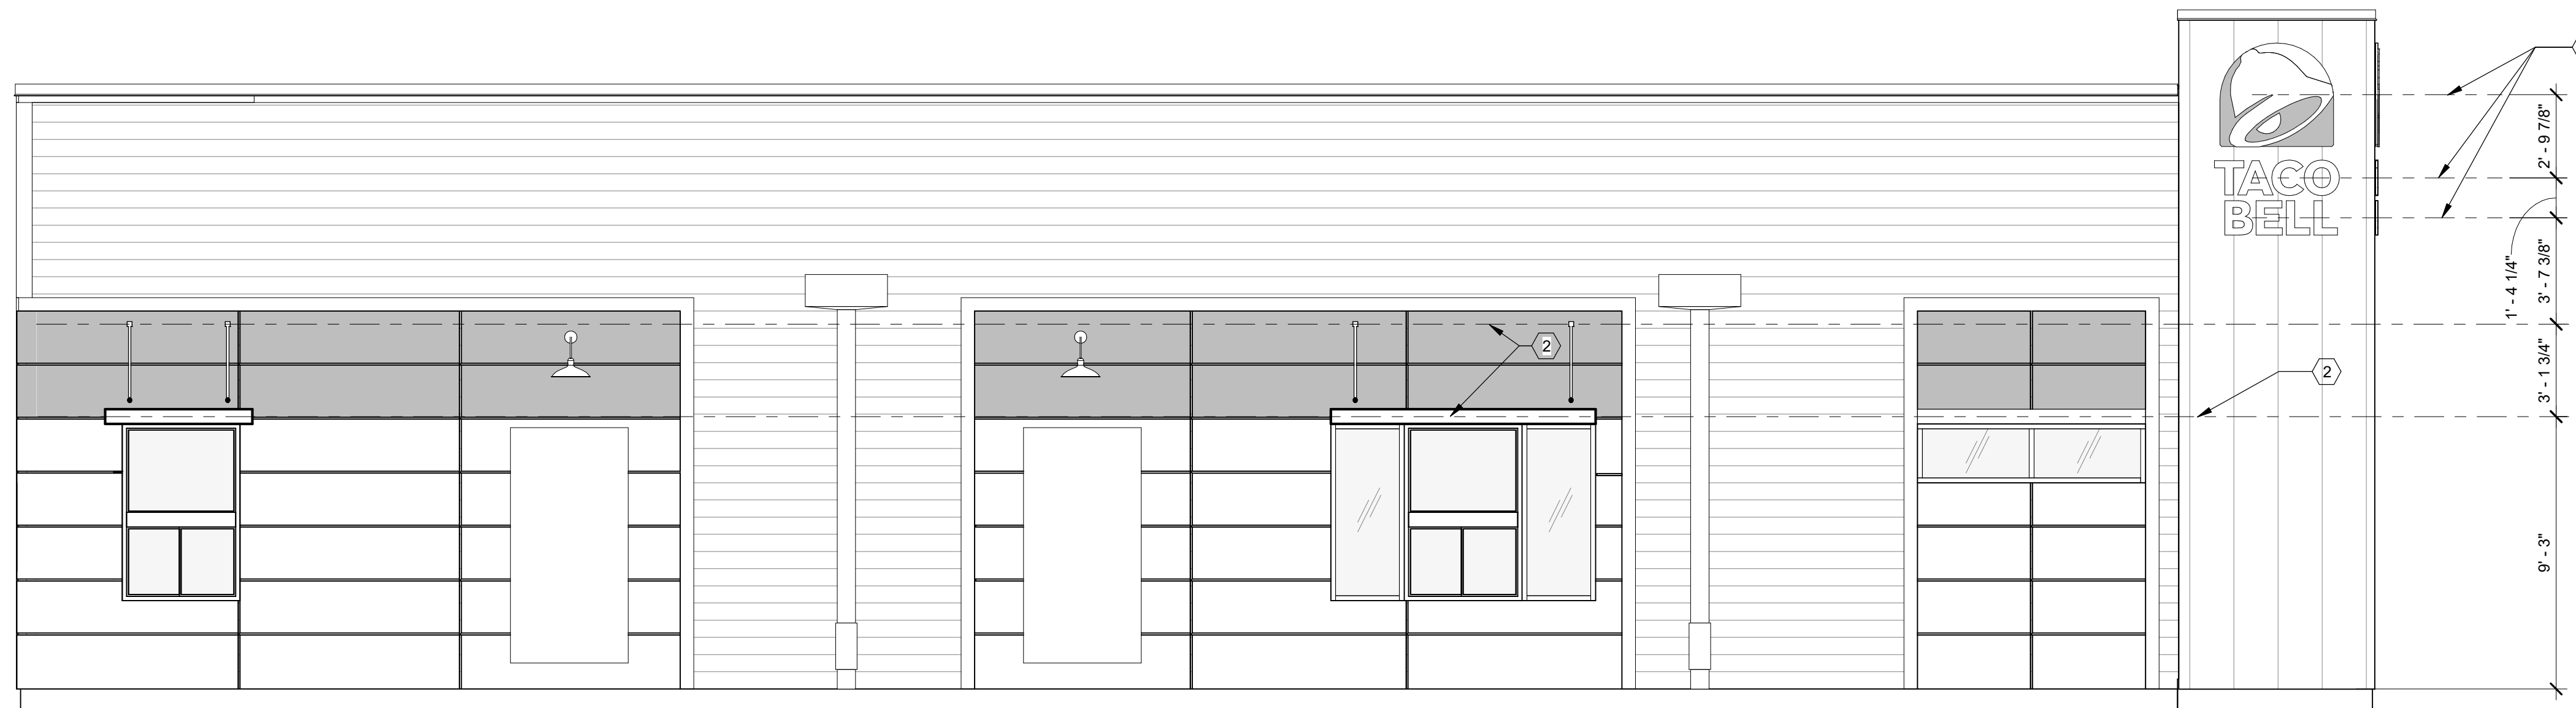 TACO
BELL
2
2
2' - 9 7/8"
1' - 4 1/4"
3' - 7 3/8"
3' - 1 3/4"
9' - 3"